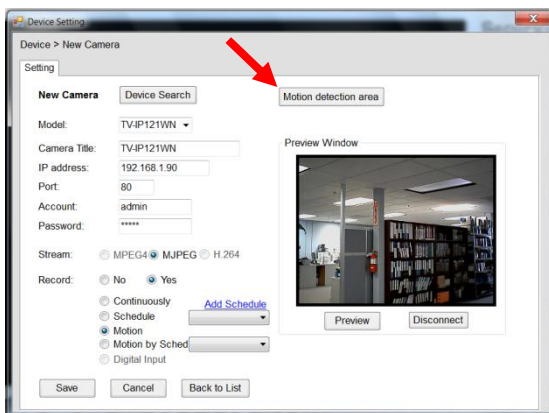 Device Setting
Device > New Camera
Setting
New Camera
Device Search
Motion detection area
Model:
TV-IP121WN
Camera Title:
TV-IP121WN
IP address:
192.168.1.90
Port:
80
Account:
admin
Password:
*****
Stream:
MPEG4 MJPEG H.264
Record:
No Yes
Continuously
Add Schedule
Schedule
Motion
Motion by Sched
Digital Input
Preview Window
Preview
Disconnect
Save
Cancel
Back to List